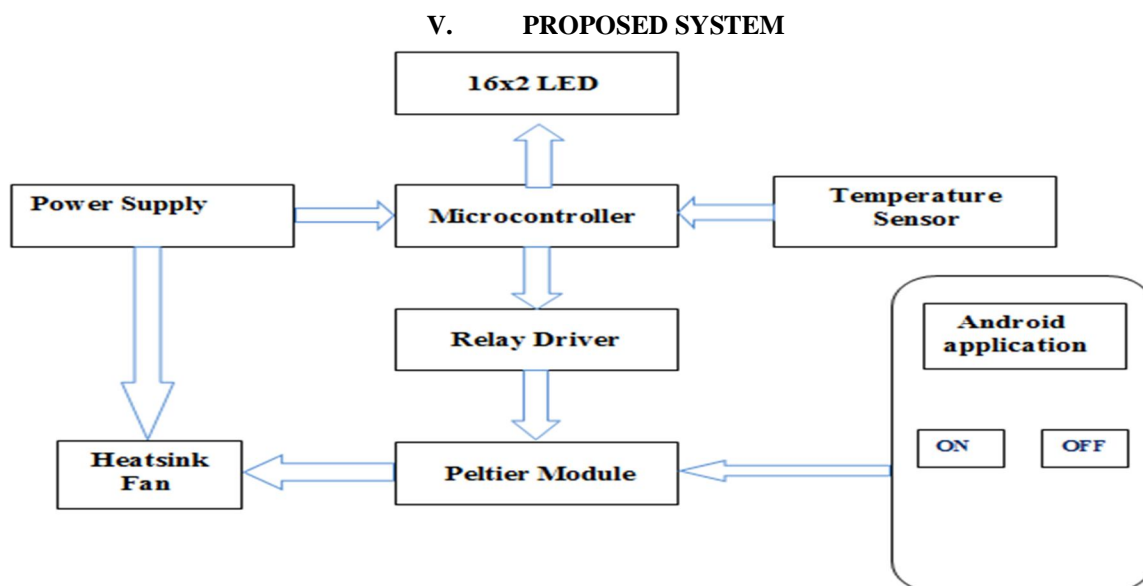 V. PROPOSED SYSTEM
16x2 LED
Power Supply
Microcontroller
Temperature
Sensor
Relay Driver
Android
application
ON
OFF
Heatsink
Fan
Peltier Module